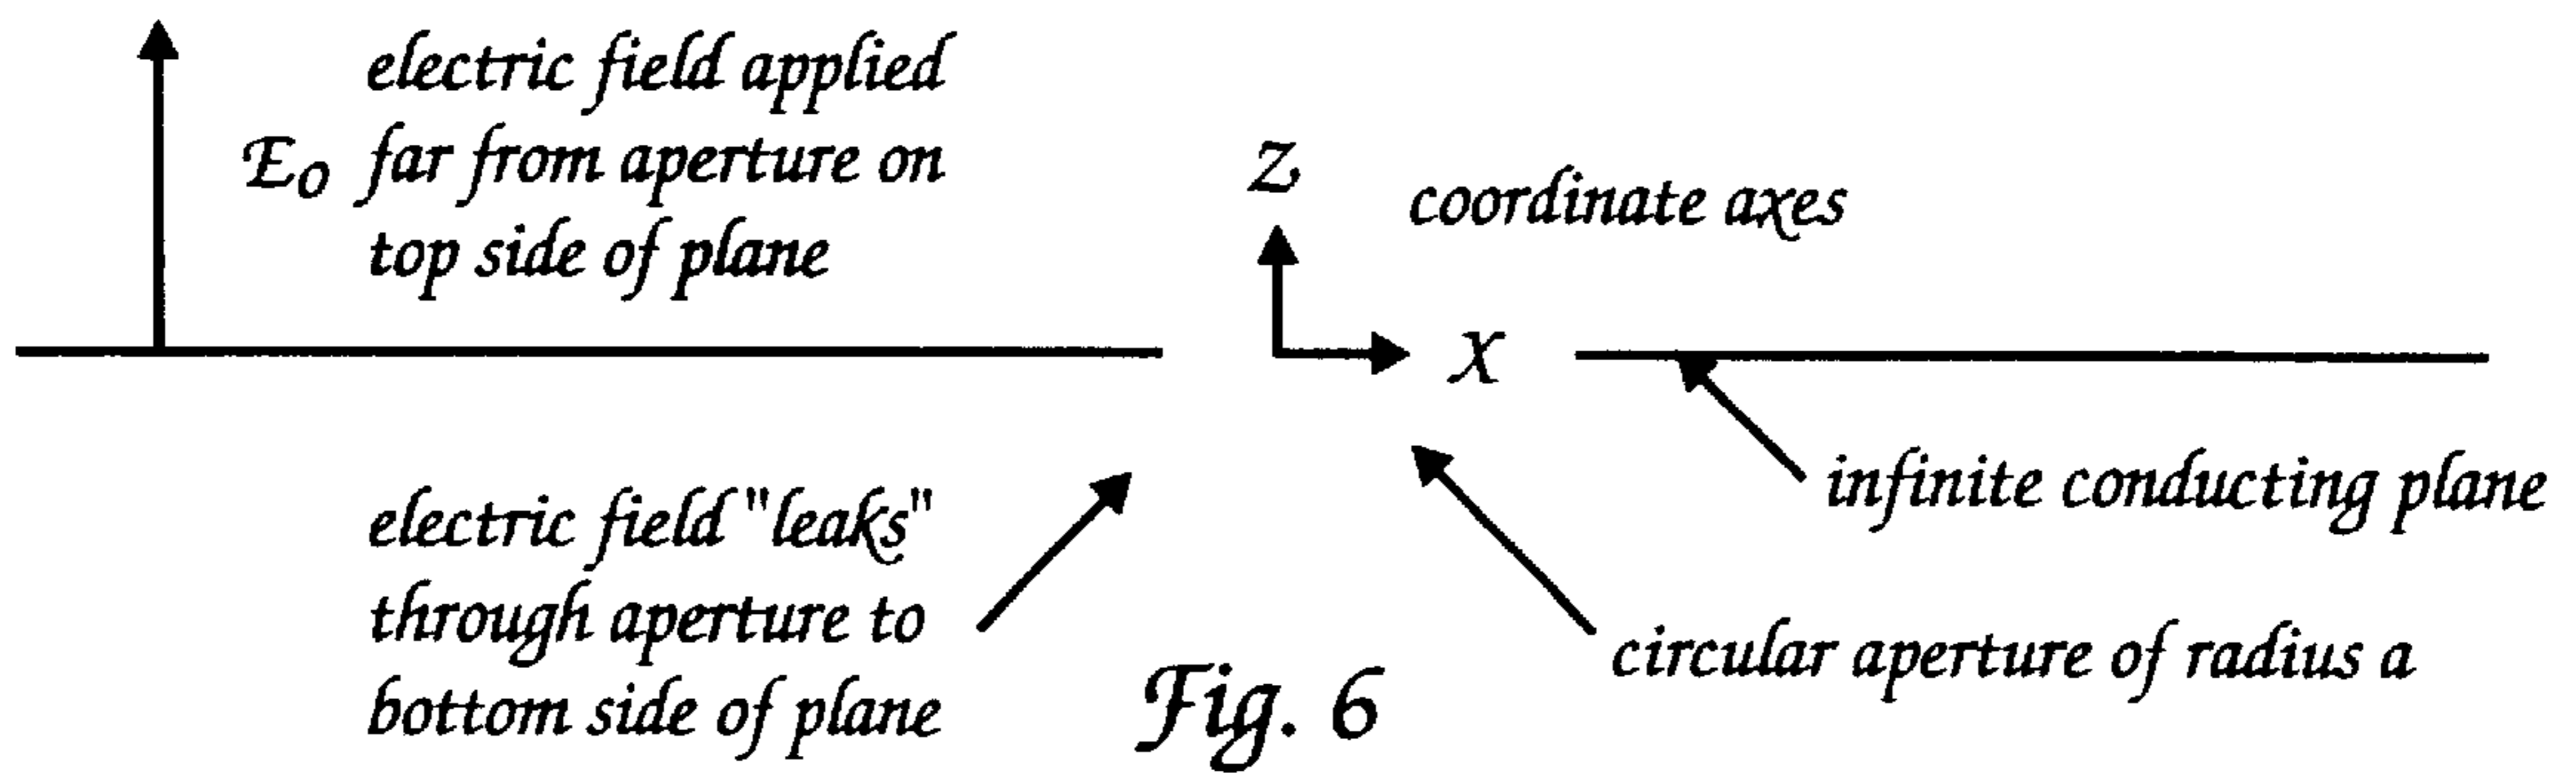 electric field applied
E0 far from aperture on
top side of plane
Z
coordinate axes
X
infinite conducting plane
electric field "leaks"
through aperture to
bottom side of plane
circular aperture of radius a
Fig. 6